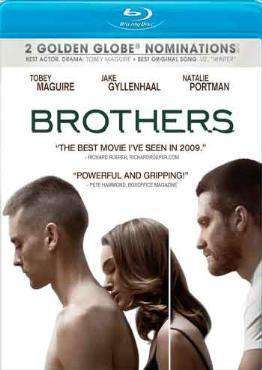 Blu-ray Disc
2 GOLDEN GLOBE® NOMINATIONS
BEST ACTOR, DRAMA: TOBEY MAGUIRE • BEST ORIGINAL SONG: U2, "WINTER"
TOBEY JAKE NATALIE
MAGUIRE GYLLENHAAL PORTMAN
BROTHERS
"THE BEST MOVIE I'VE SEEN IN 2009."
- RICHARD ROEPER, RICHARDROEPER.COM
"POWERFUL AND GRIPPING!"
- PETE HAMMOND, BOXOFFICE MAGAZINE